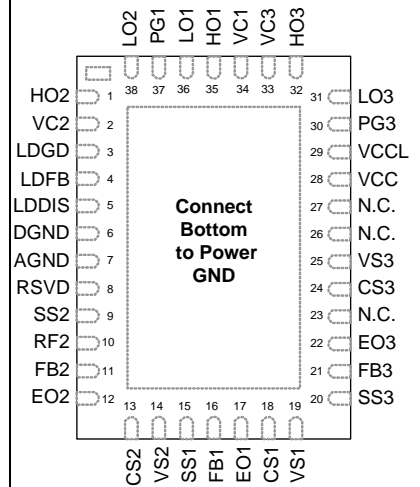 LO2 PG1 LO1 HO1 VC1 VC3 HO3
38 37 36 35 34 33 32
HO2 1
VC2 2
LDGD 3
LDFB 4
LDDIS 5
DGND 6
AGND 7
RSVD 8
SS2 9
RF2 10
FB2 11
EO2 12
Connect
Bottom
to Power
GND
31 LO3
30 PG3
29 VCCL
28 VCC
27 N.C.
26 N.C.
25 VS3
24 CS3
23 N.C.
22 EO3
21 FB3
20 SS3
13 14 15 16 17 18 19
CS2 VS2 SS1 FB1 EO1 CS1 VS1